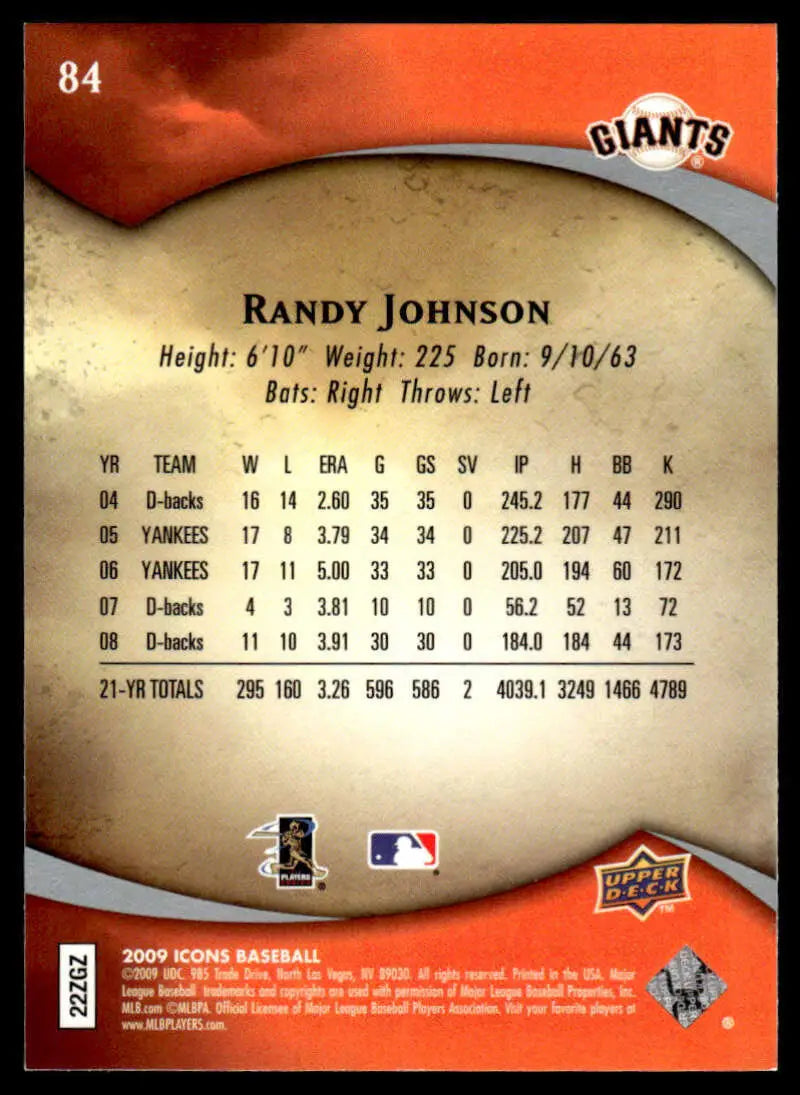 84
GIANTS
®
RANDY JOHNSON
Height: 6'10" Weight: 225 Born: 9/10/63
Bats: Right Throws: Left
YR TEAM W L ERA G GS SV IP H BB K
04 D-backs 16 14 2.60 35 35 0 245.2 177 44 290
05 YANKEES 17 8 3.79 34 34 0 225.2 207 47 211
06 YANKEES 17 11 5.00 33 33 0 205.0 194 60 172
07 D-backs 4 3 3.81 10 10 0 56.2 52 13 72
08 D-backs 11 10 3.91 30 30 0 184.0 184 44 173
21-YR TOTALS 295 160 3.26 596 586 2 4039.1 3249 1466 4789
PLAYERS
®
UPPER
D·E·C·K
TM
22ZGZ
2009 ICONS BASEBALL
©2009 UDC. 985 Trade Drive, North Las Vegas, NV 89030. All rights reserved. Printed in the USA. Major
League Baseball trademarks and copyrights are used with permission of Major League Baseball Properties, Inc.
MLB.com ©MLBPA. Official Licensee of Major League Baseball Players Association. Visit your favorite players at
www.MLBPLAYERS.com.
®